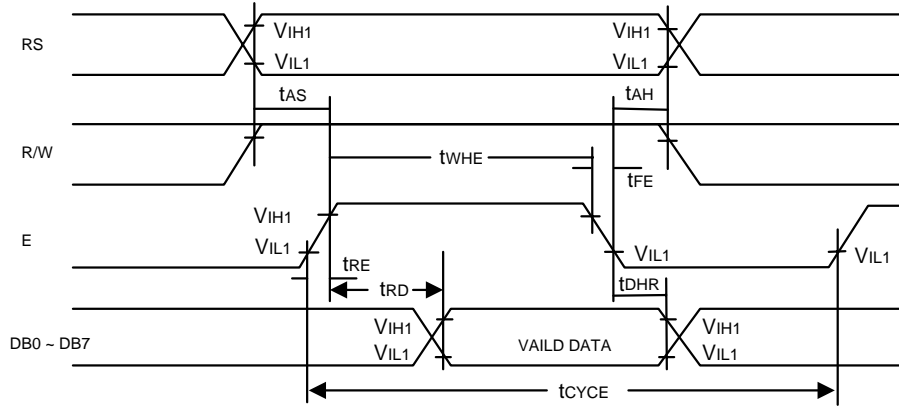 RS VIH1 VIH1
VIL1 VIL1
tAS tAH
R/W tWHE
tFE
VIH1
E VIL1 VIL1 VIL1
tRE
tRD tDHR
DB0 ~ DB7 VIH1 VIH1
VIL1 VAILD DATA VIL1
tCYCE